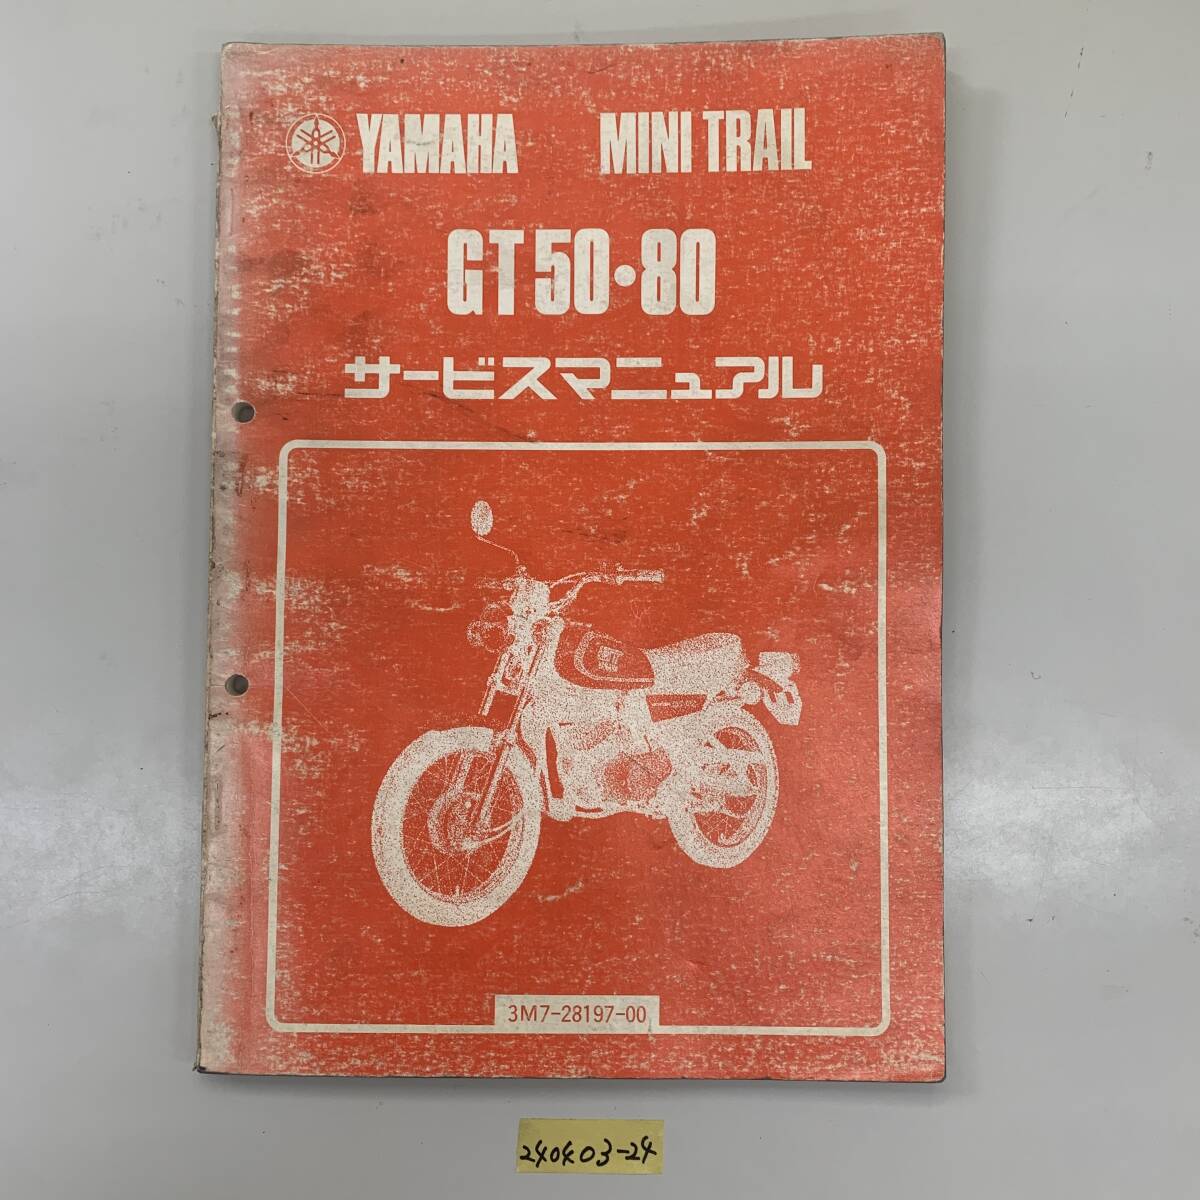 YAMAHA MINI TRAIL
GT50・80
サービスマニュアル
GT
3M7-28197-00
240403-24